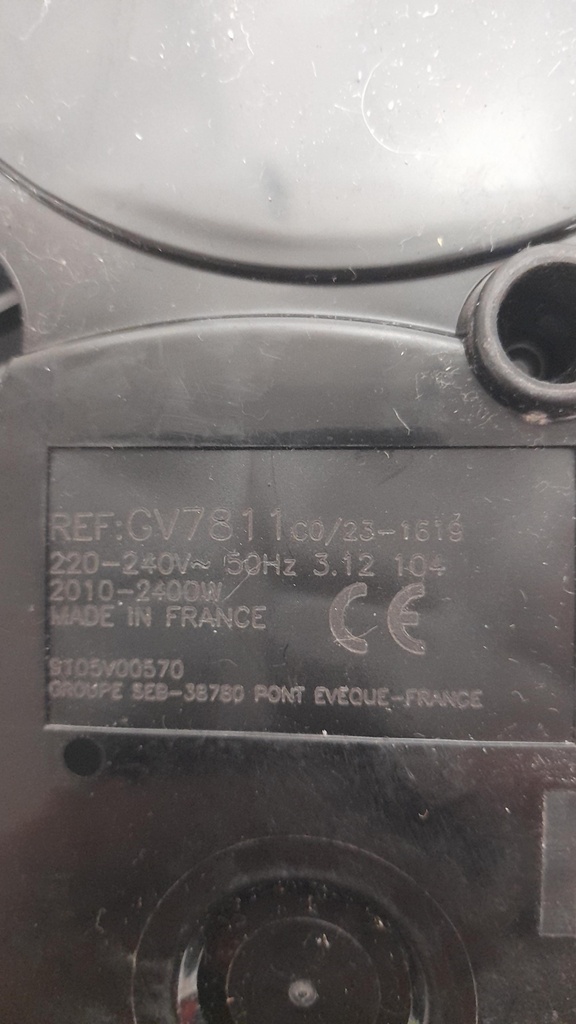 REF:GV7811C0/23-1619
220-240V~ 50Hz 3.12 104
2010-2400W
MADE IN FRANCE
CE
9105V00570
GROUPE SEB-38780 PONT EVEQUE-FRANCE